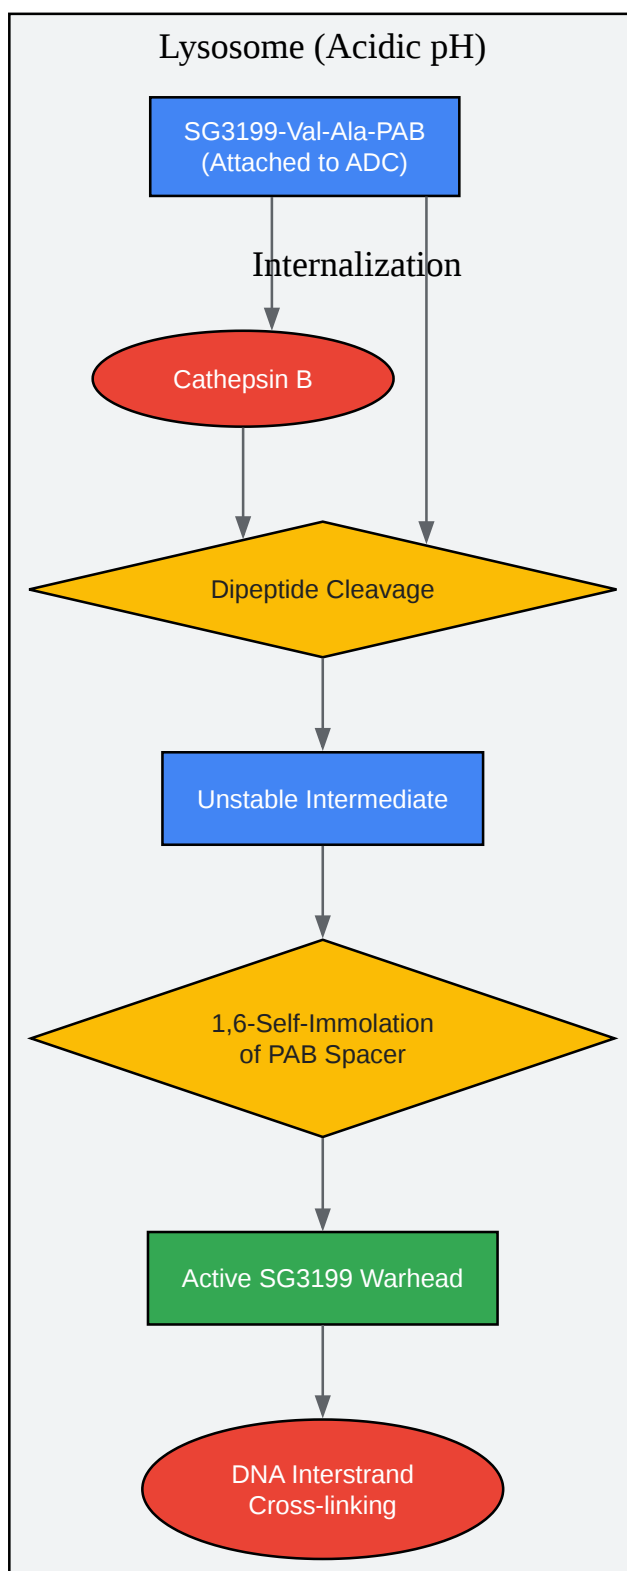 Lysosome (Acidic pH)
SG3199-Val-Ala-PAB
(Attached to ADC)
Internalization
Cathepsin B
Dipeptide Cleavage
Unstable Intermediate
1,6-Self-Immolation
of PAB Spacer
Active SG3199 Warhead
DNA Interstrand
Cross-linking